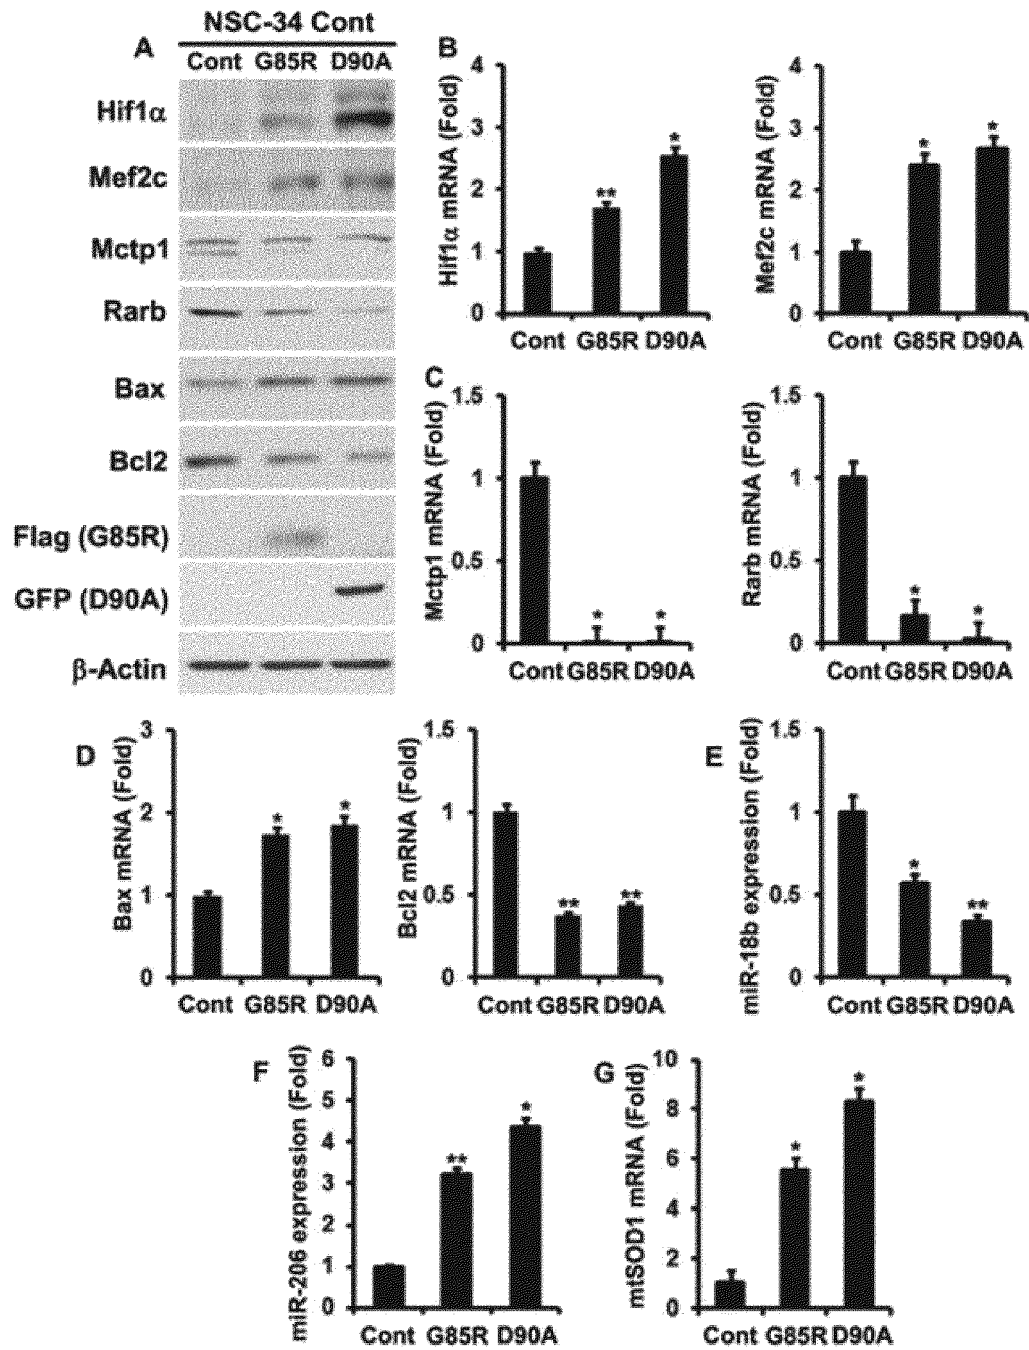 NSC-34 Cont
A
Cont G85R D90A
Hif1α
Mef2c
Mctp1
Rarb
Bax
Bcl2
Flag (G85R)
GFP (D90A)
β-Actin
B
Hif1α mRNA (Fold)
4
3
2
1
0
**
*
Cont G85R D90A
Mef2c mRNA (Fold)
4
3
2
1
0
*
*
Cont G85R D90A
C
Mctp1 mRNA (Fold)
1.5
1
0.5
0
*
*
Cont G85R D90A
Rarb mRNA (Fold)
1.5
1
0.5
0
*
*
Cont G85R D90A
D
Bax mRNA (Fold)
3
2
1
0
*
*
Cont G85R D90A
Bcl2 mRNA (Fold)
1.5
1
0.5
0
**
**
Cont G85R D90A
E
miR-18b expression (Fold)
1.5
1
0.5
0
*
**
Cont G85R D90A
F
miR-206 expression (Fold)
6
5
4
3
2
1
0
**
*
Cont G85R D90A
G
mtSOD1 mRNA (Fold)
10
8
6
4
2
0
*
*
Cont G85R D90A